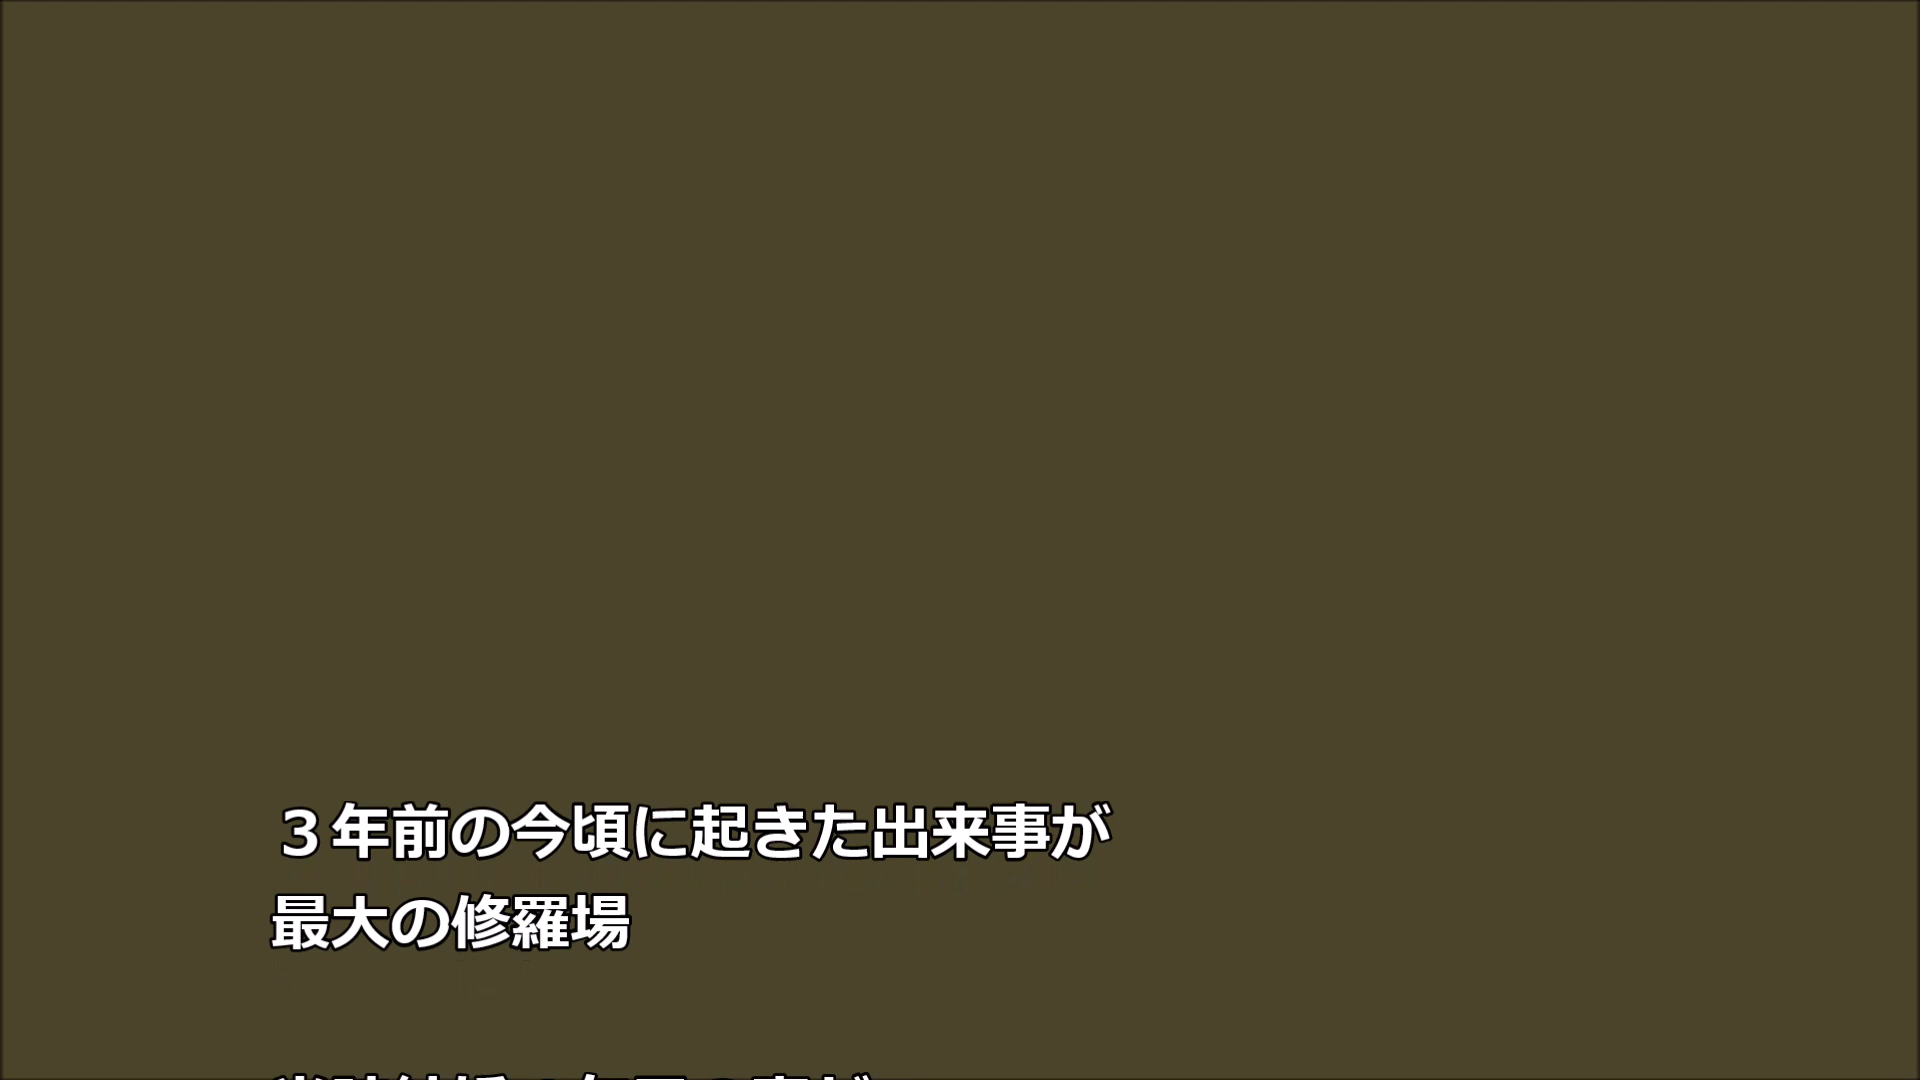 ３年前の今頃に起きた出来事が
最大の修羅場